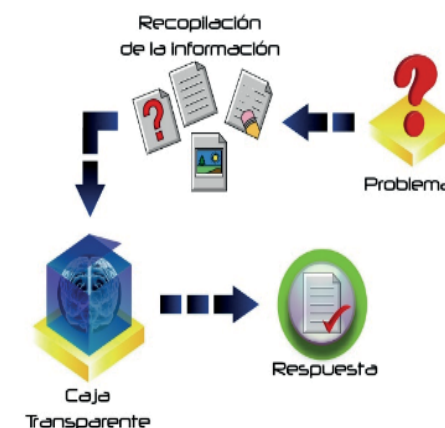 Recopilación
de la información
Problema
Caja
Transparente
Respuesta